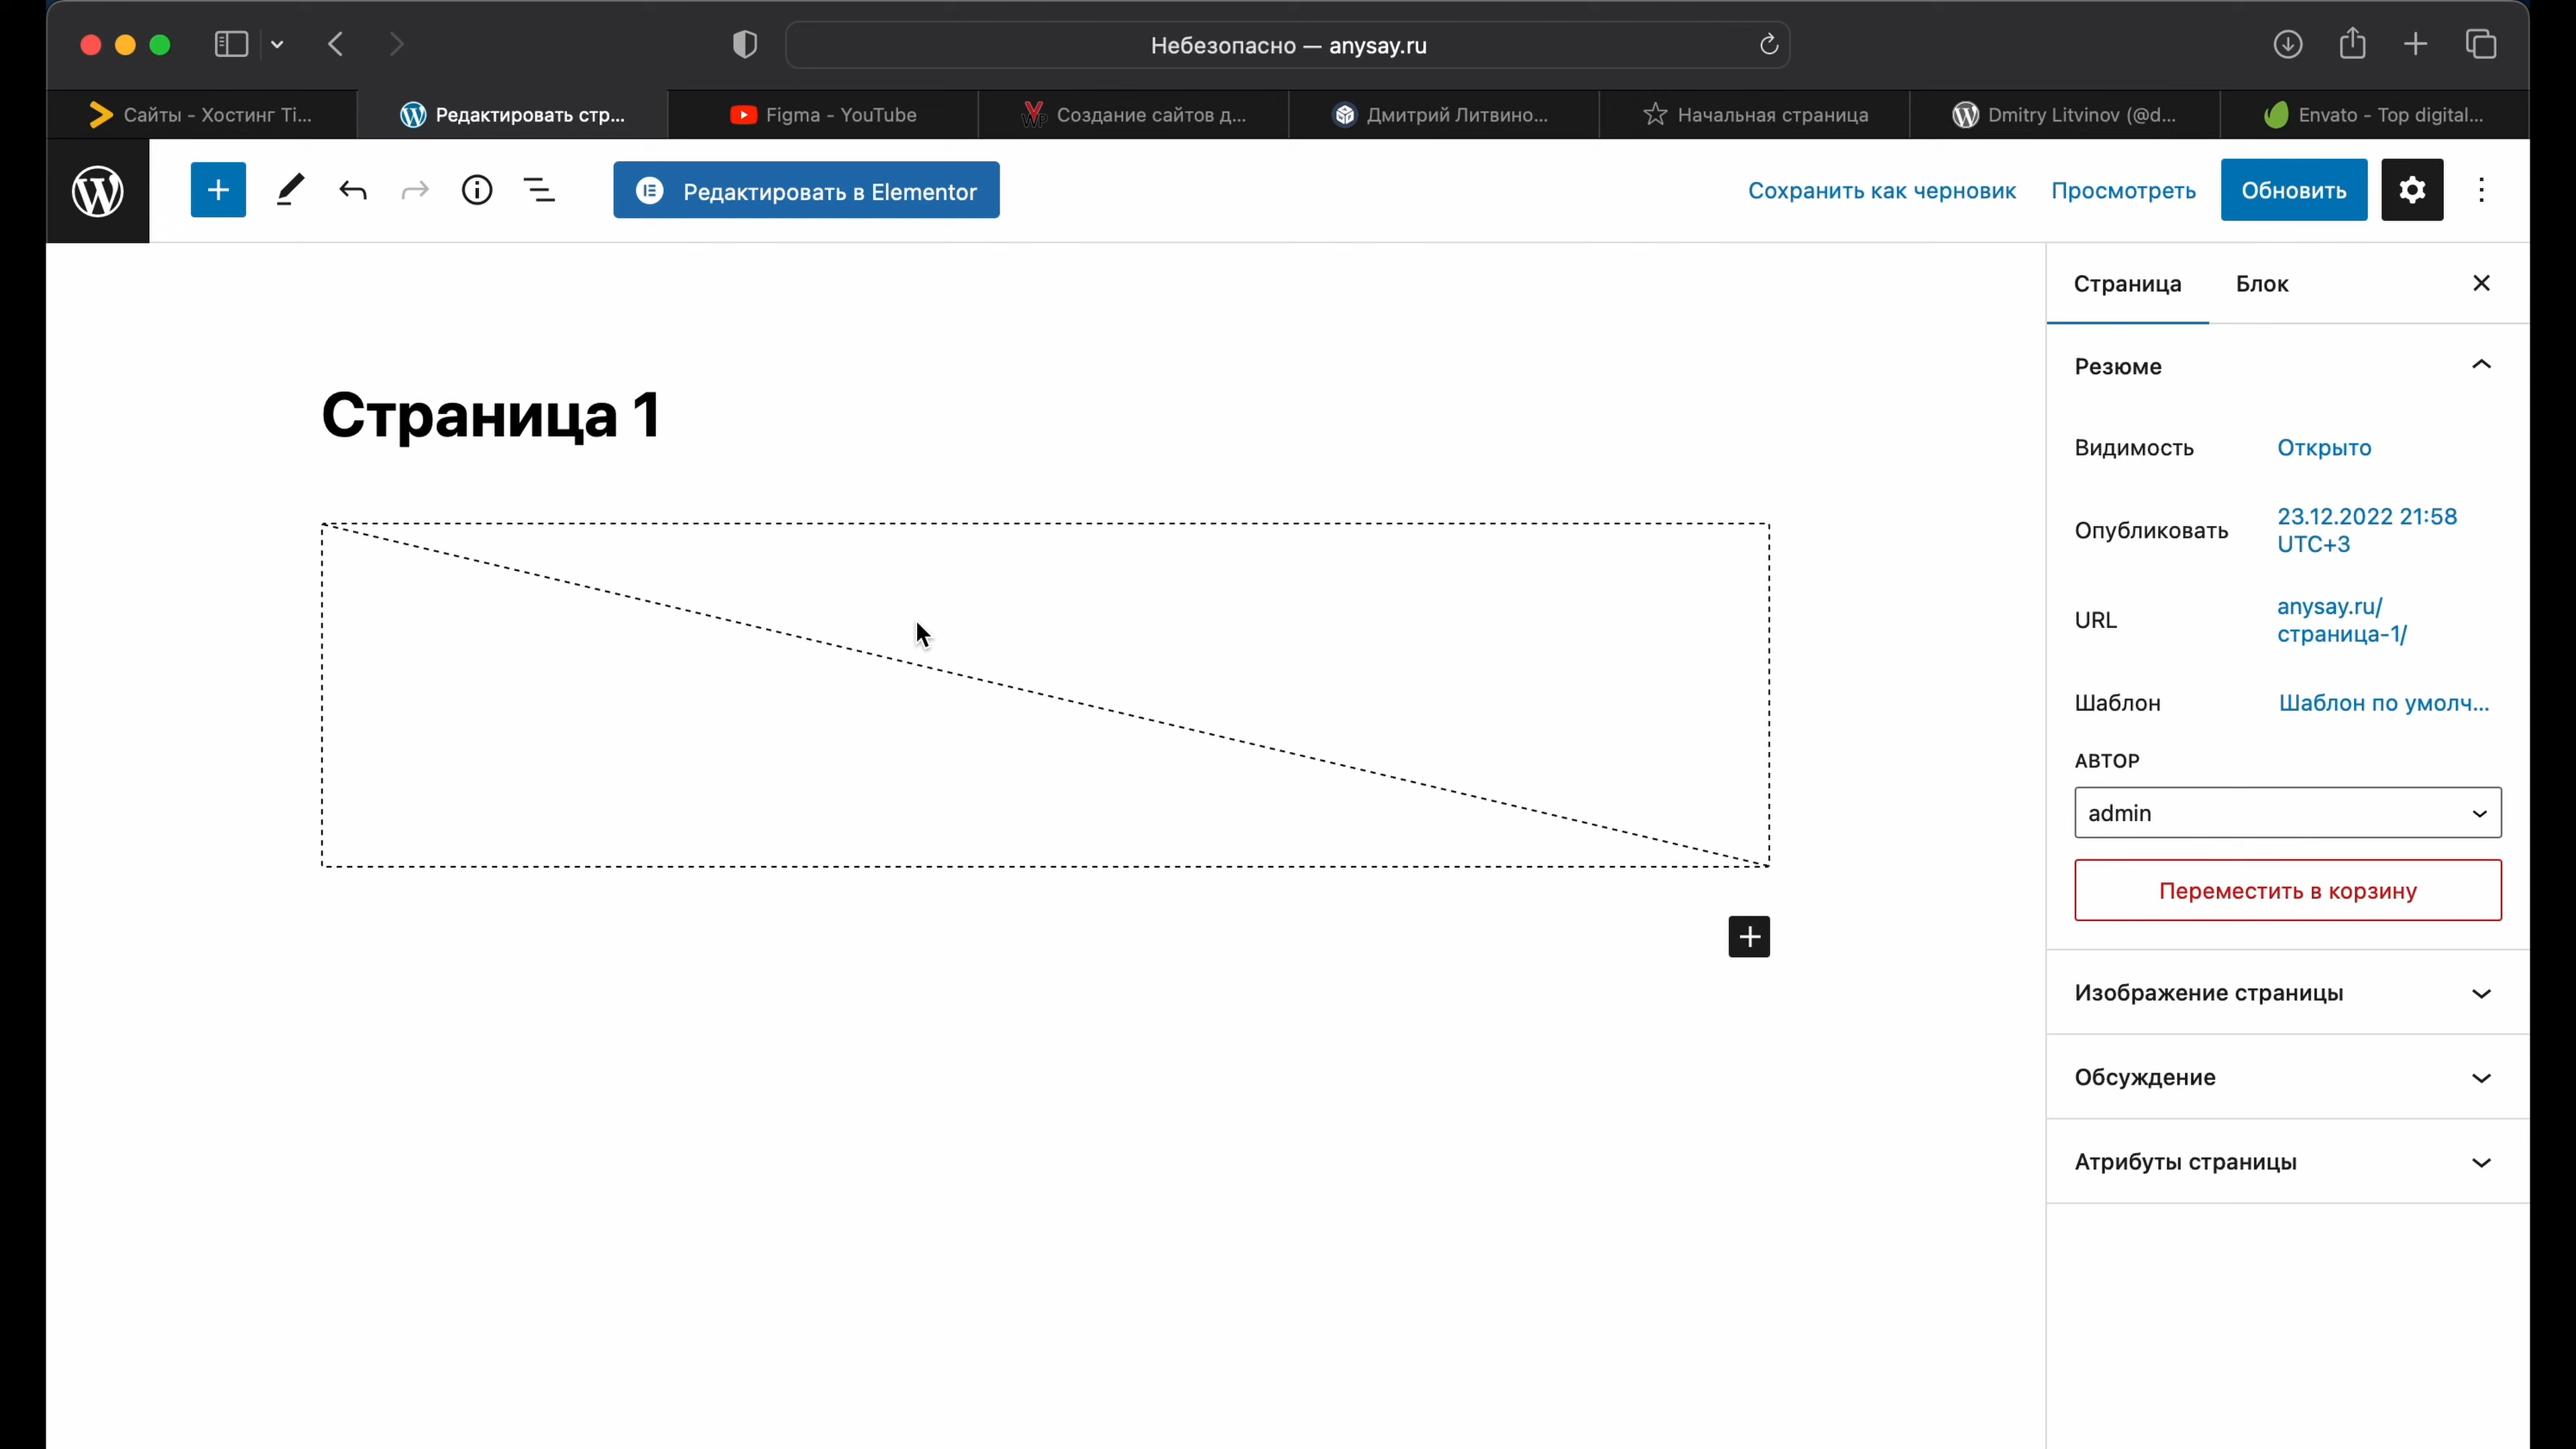 Небезопасно — anysay.ru
Сайты - Хостинг Ti...
Редактировать стр...
Figma - YouTube
Создание сайтов д...
Дмитрий Литвино...
Начальная страница
Dmitry Litvinov (@d...
Envato - Top digital...
Редактировать в Elementor
Сохранить как черновик
Просмотреть
Обновить
Страница 1
Страница
Блок
Резюме
Видимость
Открыто
Опубликовать
23.12.2022 21:58
UTC+3
URL
anysay.ru/
страница-1/
Шаблон
Шаблон по умолч...
АВТОР
admin
Переместить в корзину
Изображение страницы
Обсуждение
Атрибуты страницы